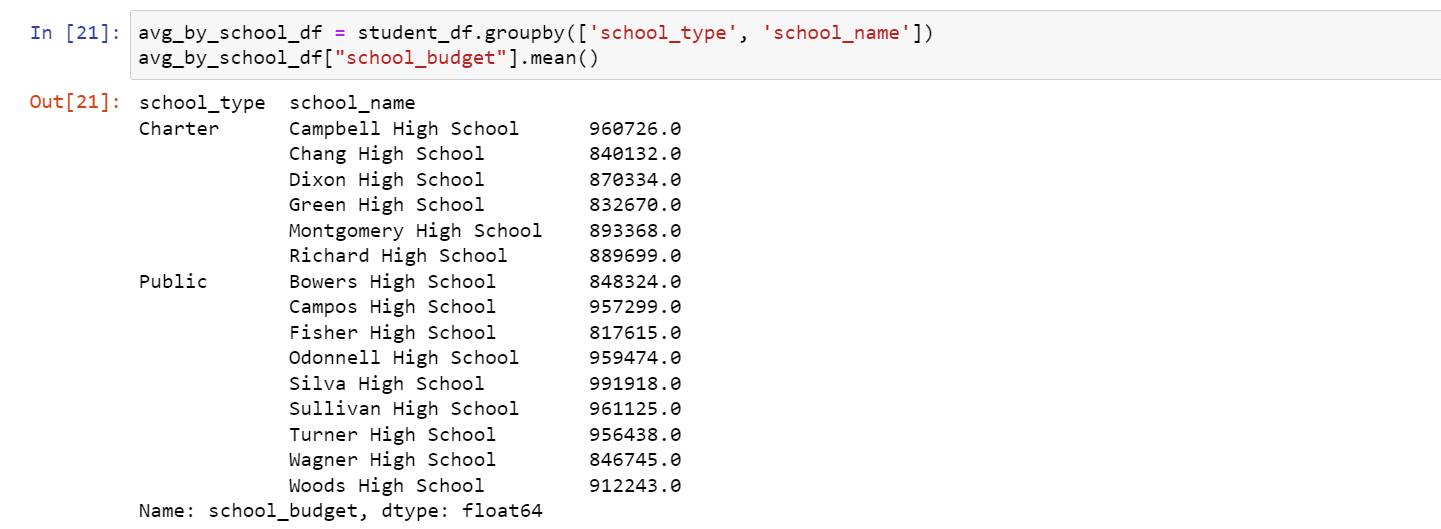 In [21]: avg_by_school_df = student_df.groupby(['school_type', 'school_name'])
avg_by_school_df["school_budget"].mean()
Out[21]: school_type  school_name
Charter      Campbell High School      960726.0
             Chang High School         840132.0
             Dixon High School         870334.0
             Green High School         832670.0
             Montgomery High School    893368.0
             Richard High School       889699.0
Public       Bowers High School        848324.0
             Campos High School        957299.0
             Fisher High School        817615.0
             Odonnell High School      959474.0
             Silva High School         991918.0
             Sullivan High School      961125.0
             Turner High School        956438.0
             Wagner High School        846745.0
             Woods High School         912243.0
Name: school_budget, dtype: float64